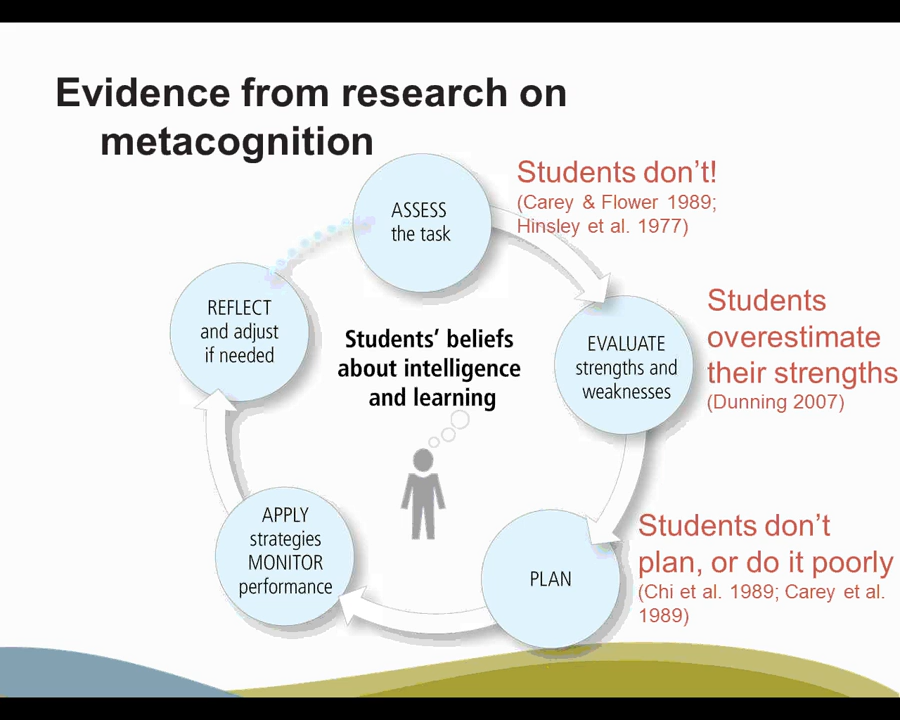 Evidence from research on
metacognition
ASSESS
the task
Students don't!
(Carey & Flower 1989;
Hinsley et al. 1977)
EVALUATE
strengths and
weaknesses
Students
overestimate
their strengths
(Dunning 2007)
PLAN
Students don't
plan, or do it poorly
(Chi et al. 1989; Carey et al.
1989)
APPLY
strategies
MONITOR
performance
REFLECT
and adjust
if needed
Students' beliefs
about intelligence
and learning